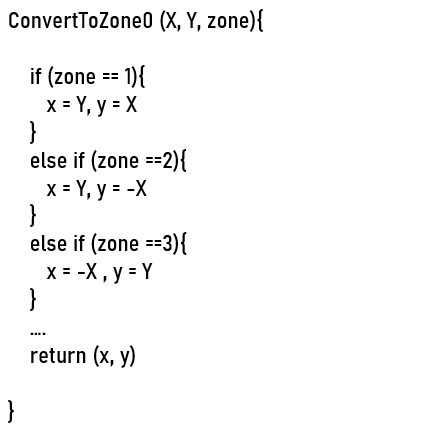 ConvertToZone0 (X, Y, zone){
if (zone == 1){
x = Y, y = X
}
else if (zone ==2){
x = Y, y = -X
}
else if (zone ==3){
x = -X , y = Y
}
....
return (x, y)
}